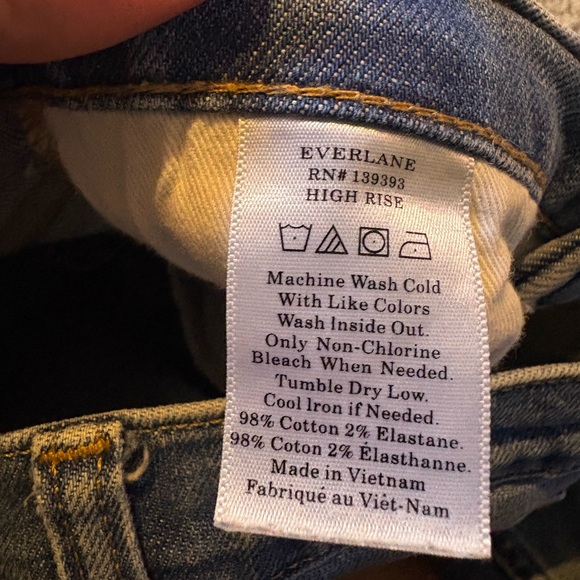 EVERLANE
RN# 139393
HIGH RISE
Machine Wash Cold
With Like Colors
Wash Inside Out.
Only Non-Chlorine
Bleach When Needed.
Tumble Dry Low.
Cool Iron if Needed.
98% Cotton 2% Elastane.
98% Coton 2% Élasthanne.
Made in Vietnam
Fabriqué au Viêt-Nam